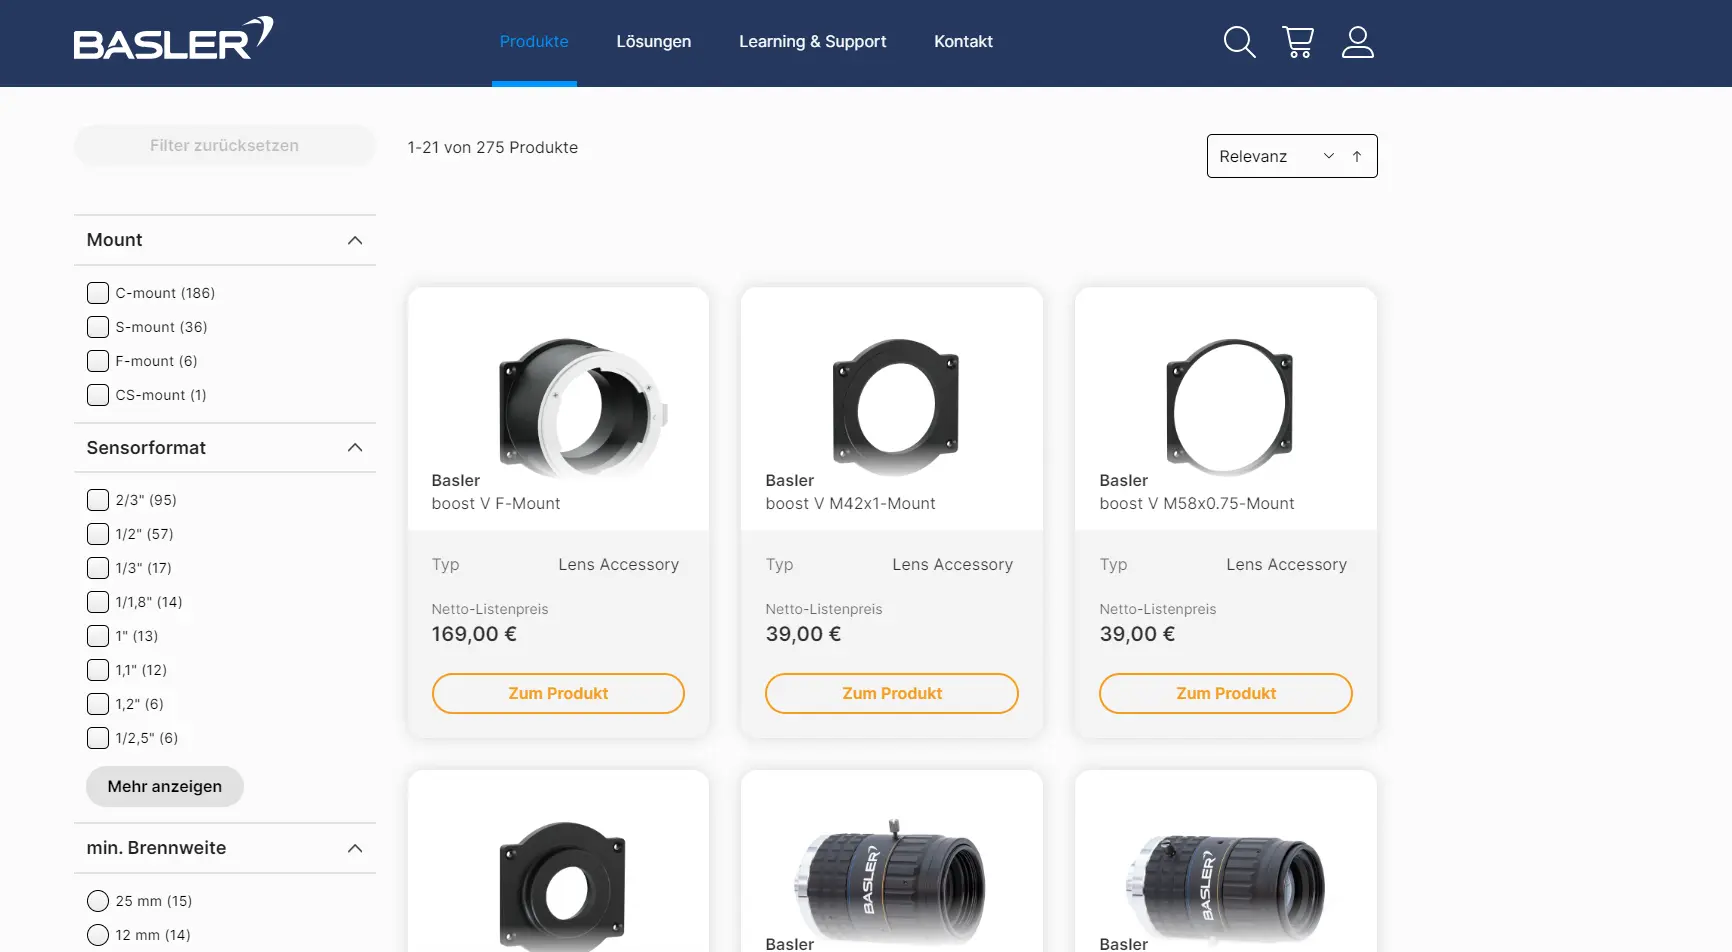 BASLER
Produkte
Lösungen
Learning & Support
Kontakt
Filter zurücksetzen
1-21 von 275 Produkte
Relevanz
Mount
C-mount (186)
S-mount (36)
F-mount (6)
CS-mount (1)
Sensorformat
2/3" (95)
1/2" (57)
1/3" (17)
1/1,8" (14)
1" (13)
1,1" (12)
1,2" (6)
1/2,5" (6)
Mehr anzeigen
min. Brennweite
25 mm (15)
12 mm (14)
Basler
boost V F-Mount
Typ Lens Accessory
Netto-Listenpreis
169,00 €
Zum Produkt
Basler
boost V M42x1-Mount
Typ Lens Accessory
Netto-Listenpreis
39,00 €
Zum Produkt
Basler
boost V M58x0.75-Mount
Typ Lens Accessory
Netto-Listenpreis
39,00 €
Zum Produkt
BASLER
Basler
BASLER
Basler